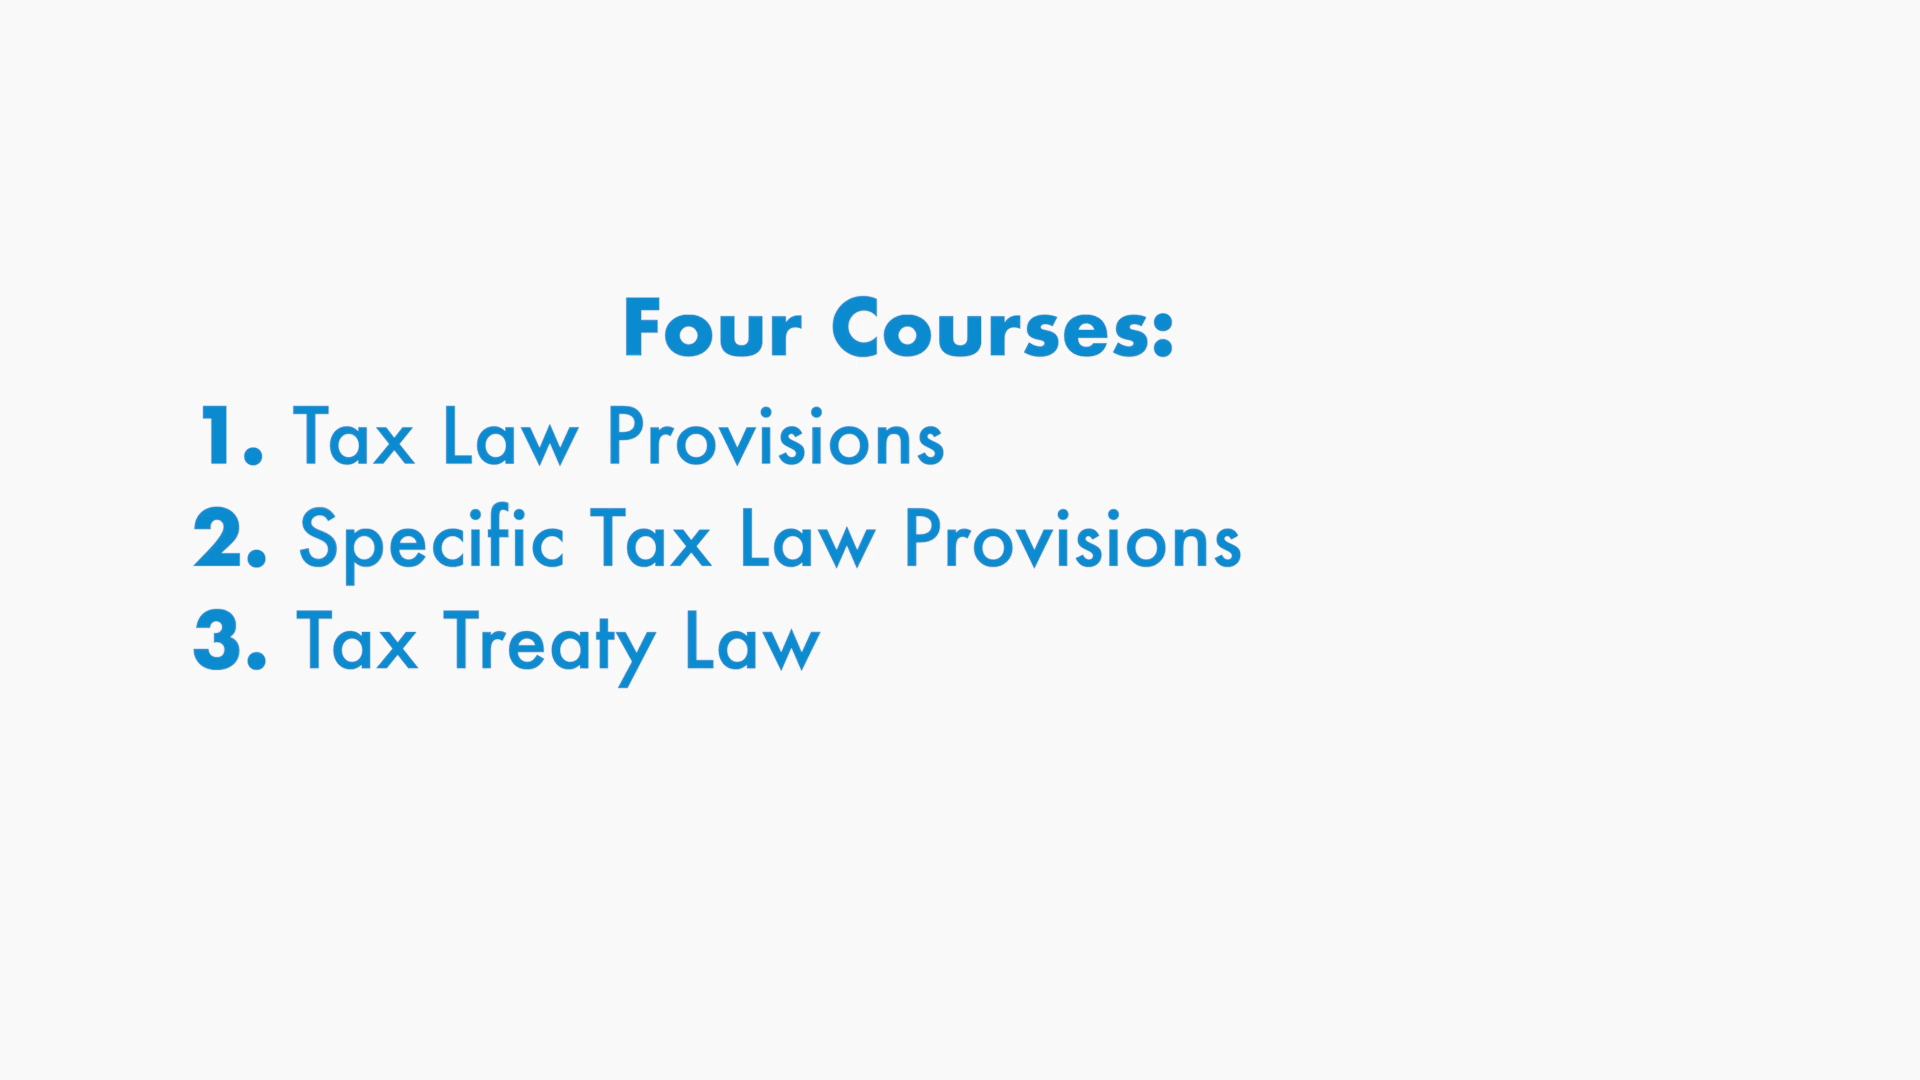 Four Courses:
1. Tax Law Provisions
2. Specific Tax Law Provisions
3. Tax Treaty Law